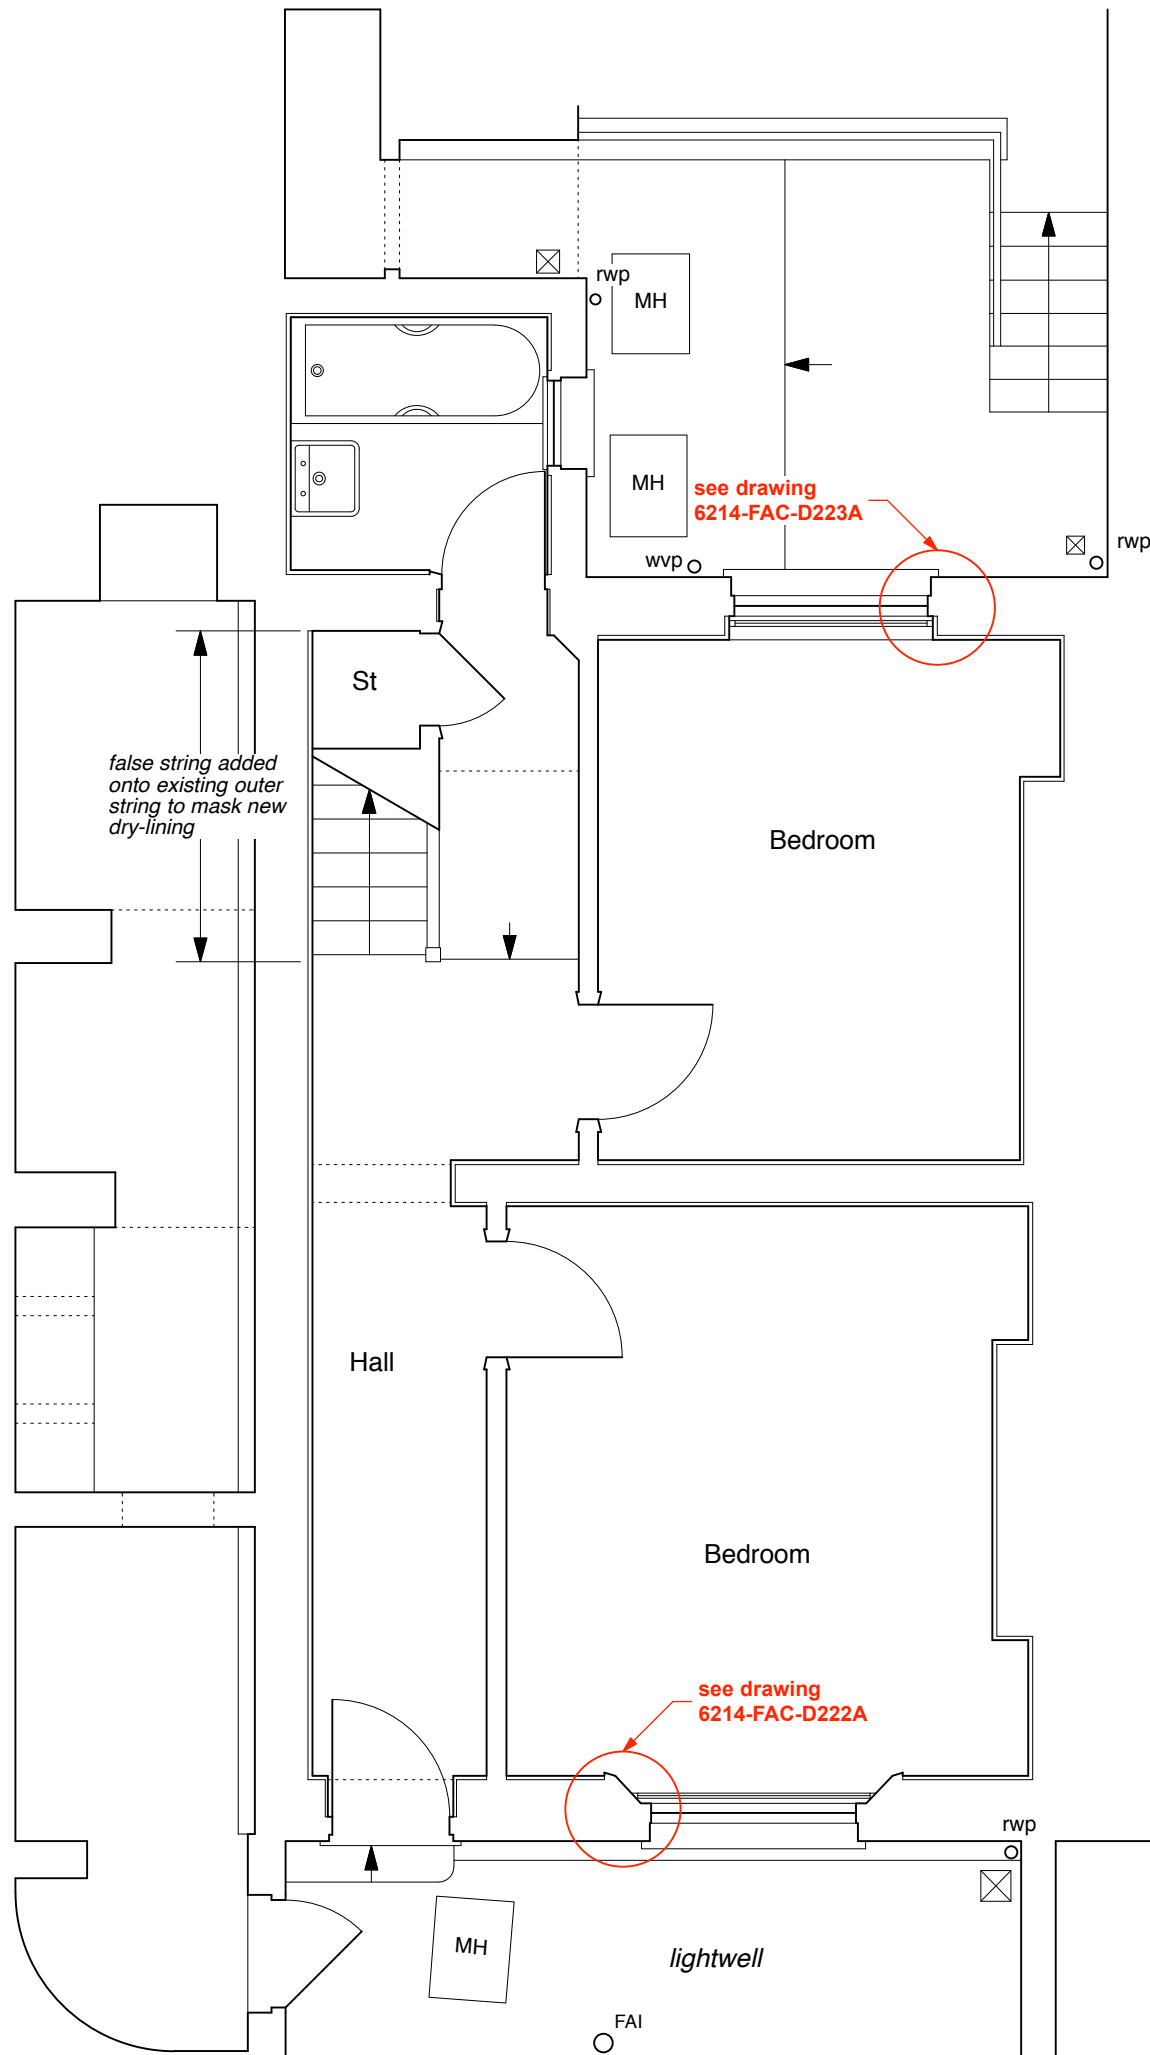 rwp
MH
MH
see drawing
6214-FAC-D223A
wvp
rwp
St
false string added
onto existing outer
string to mask new
dry-lining
Bedroom
Hall
Bedroom
see drawing
6214-FAC-D222A
rwp
MH
lightwell
FAI